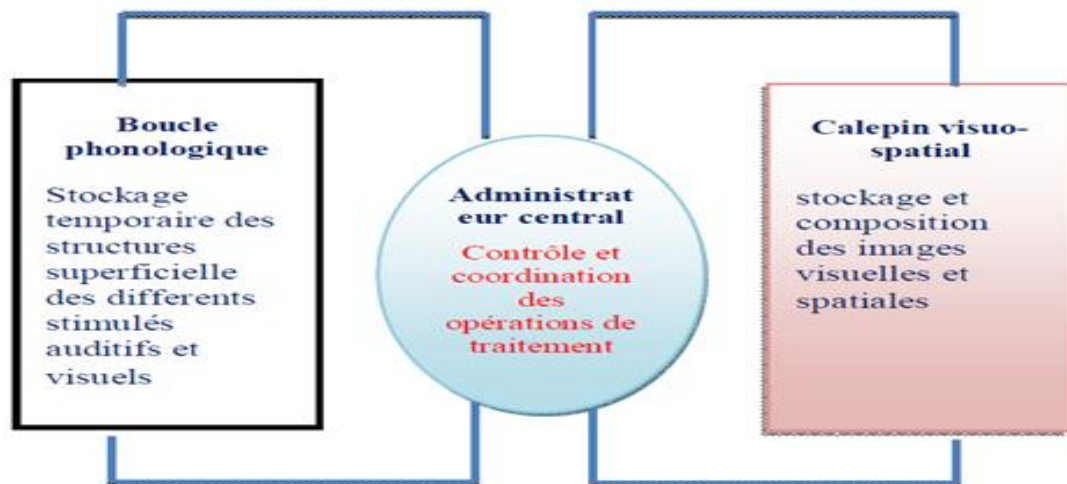 Boucle
phonologique
Stockage
temporaire des
structures
superficielle
des differents
stimulés
auditifs et
visuels
Administrat
eur central
Contrôle et
coordination
des
opérations de
traitement
Calepin visuo-
spatial
stockage et
composition
des images
visuelles et
spatiales